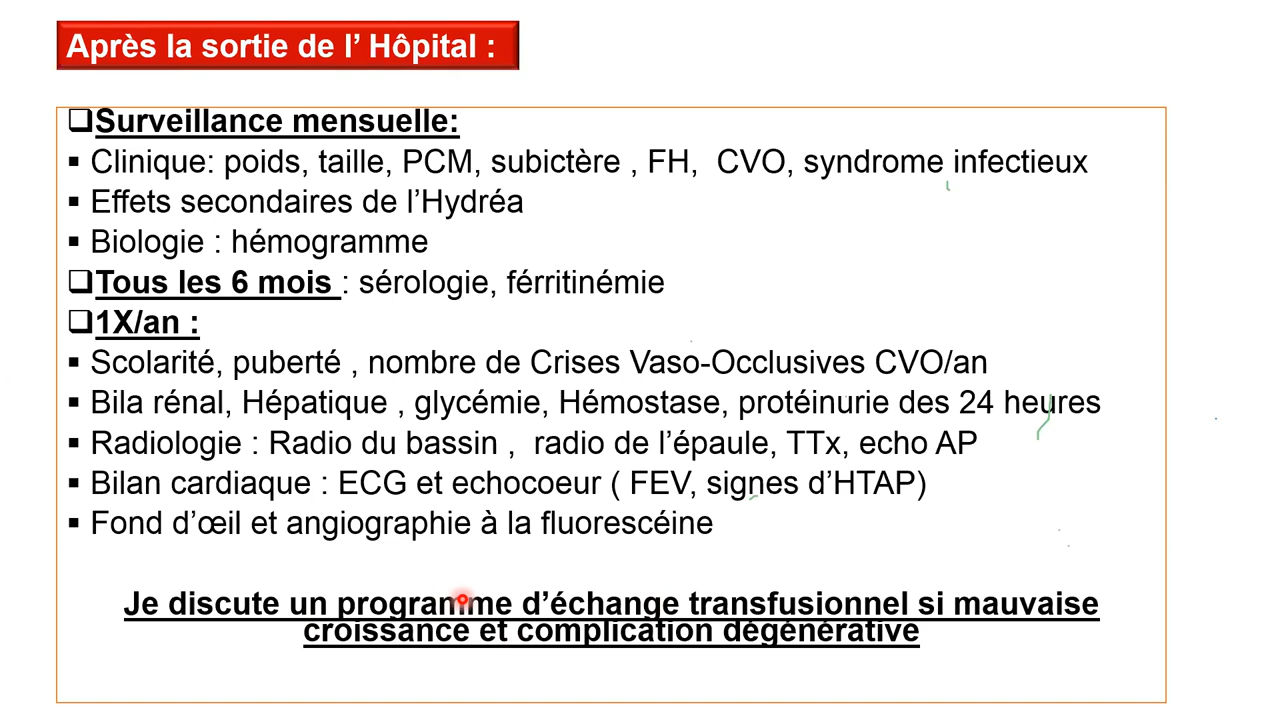 Après la sortie de l’ Hôpital :
❑Surveillance mensuelle:
▪ Clinique: poids, taille, PCM, subictère , FH, CVO, syndrome infectieux
▪ Effets secondaires de l’Hydréa
▪ Biologie : hémogramme
❑Tous les 6 mois : sérologie, férritinémie
❑1X/an :
▪ Scolarité, puberté , nombre de Crises Vaso-Occlusives CVO/an
▪ Bila rénal, Hépatique , glycémie, Hémostase, protéinurie des 24 heures
▪ Radiologie : Radio du bassin , radio de l’épaule, TTx, echo AP
▪ Bilan cardiaque : ECG et echocoeur ( FEV, signes d’HTAP)
▪ Fond d’œil et angiographie à la fluorescéine
Je discute un programme d’échange transfusionnel si mauvaise
croissance et complication dégénérative